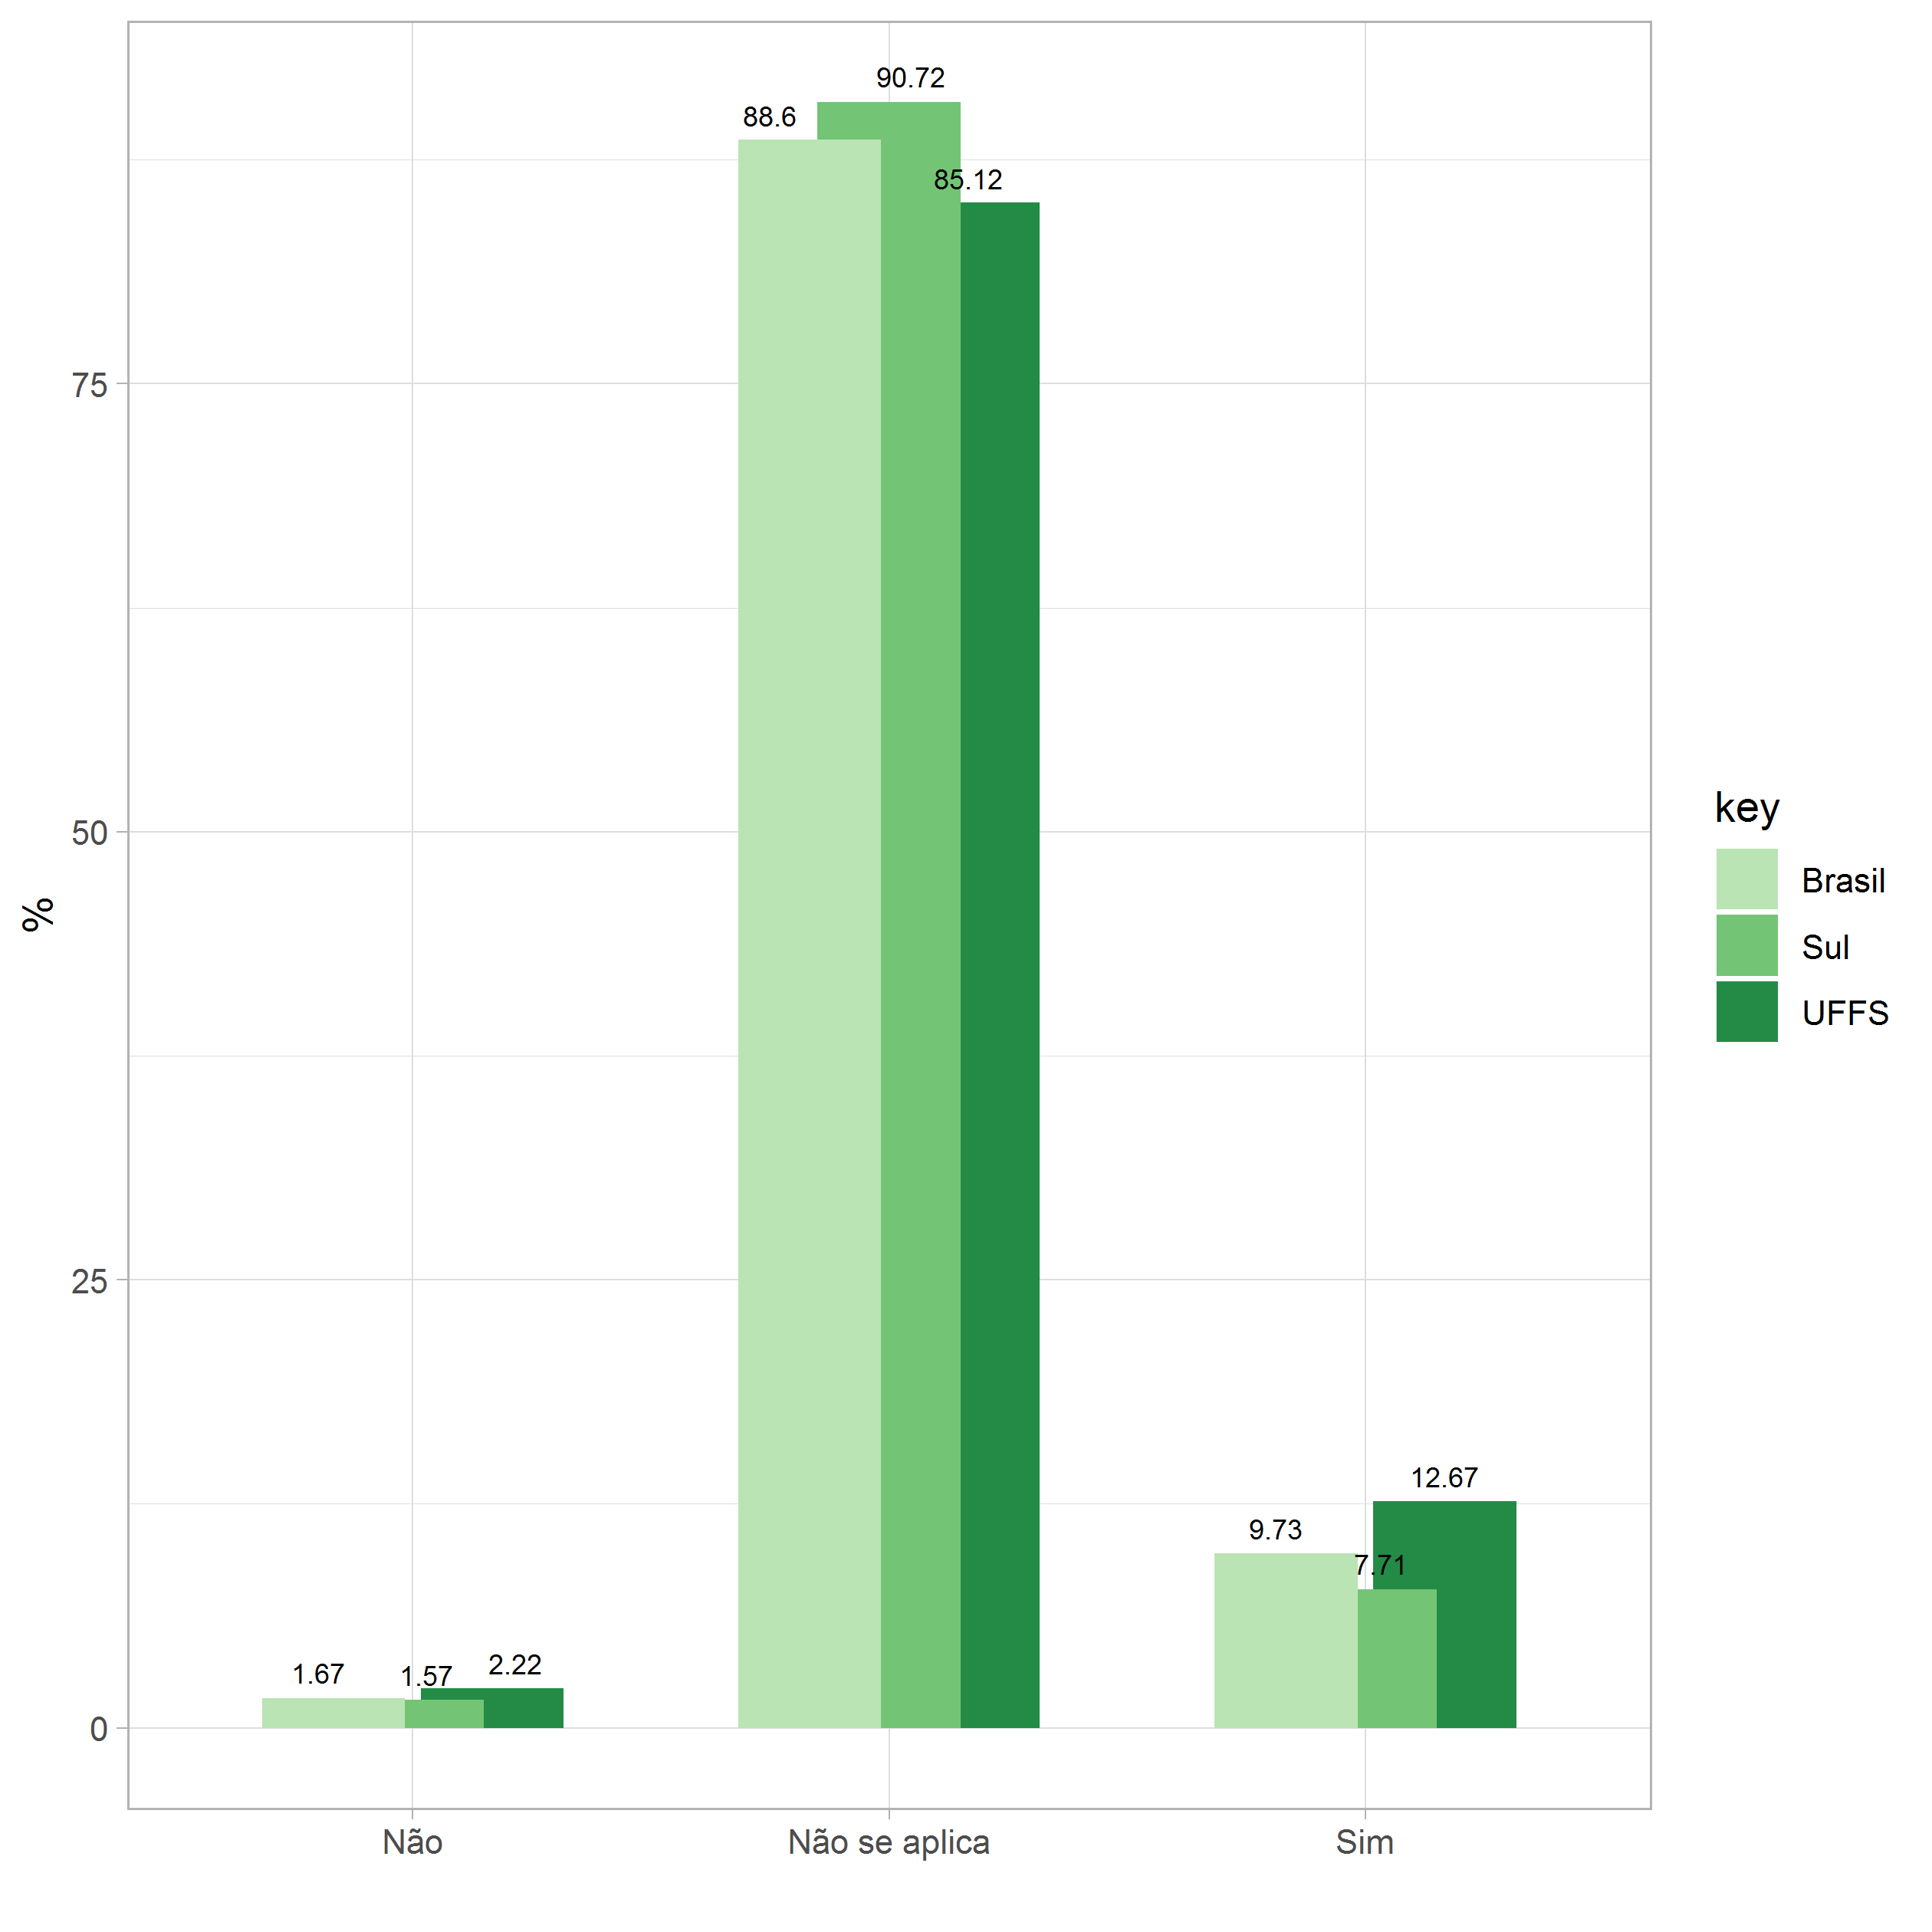 90.72
88.6
85.12
75
50
25
0
%
12.67
9.73
7.71
2.22
1.67
1.57
Não
Não se aplica
Sim
key
Brasil
Sul
UFFS